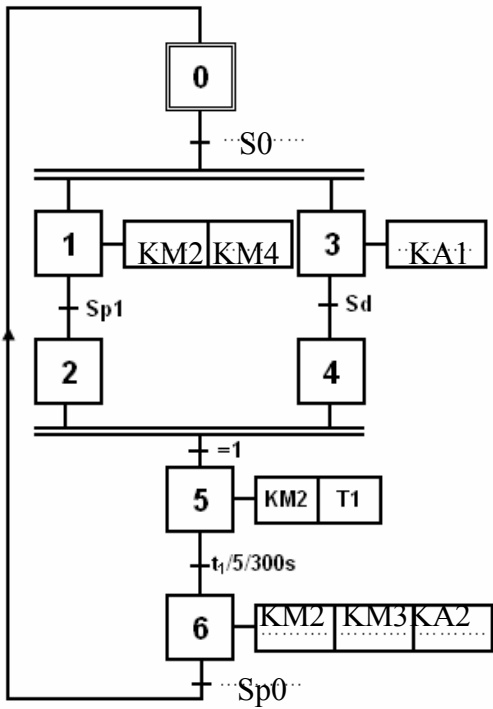 0
S0
1 KM2 KM4 3 KA1
Sp1 Sd
2 4
=1
5 KM2 T1
t₁/5/300s
6 KM2 KM3 KA2
Sp0